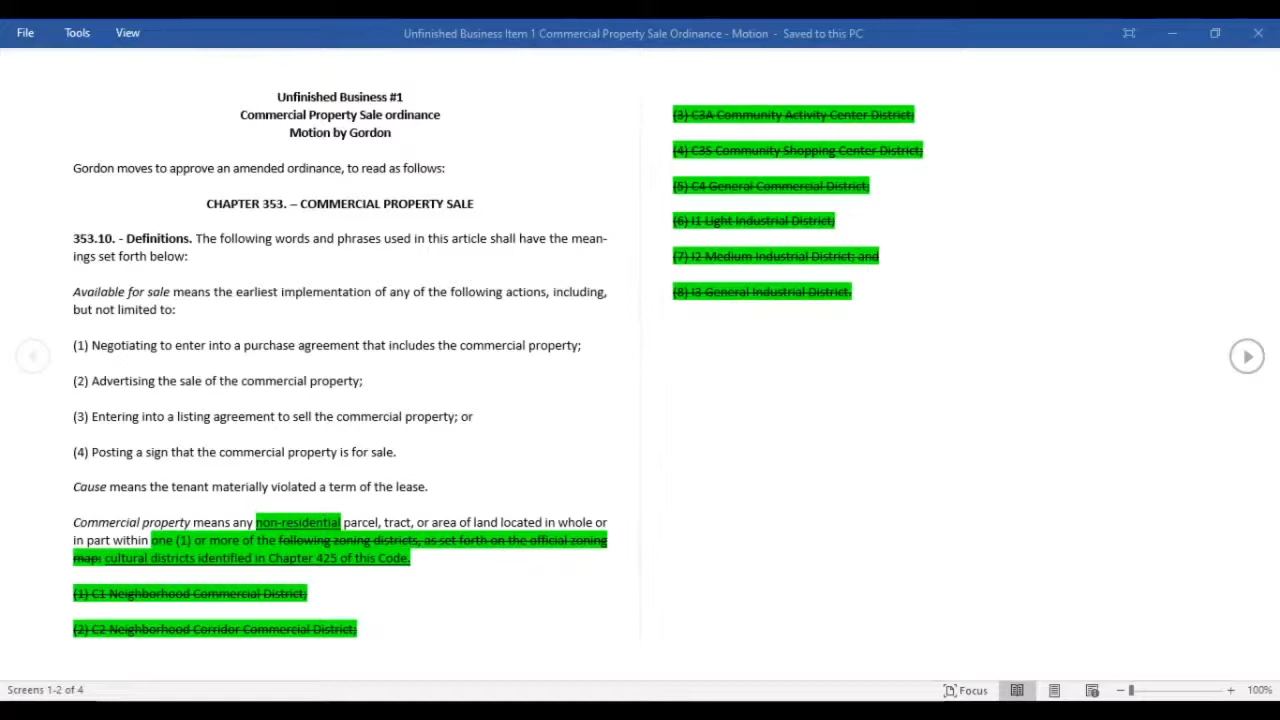 File Tools View Unfinished Business Item 1 Commercial Property Sale Ordinance - Motion - Saved to this PC
Unfinished Business #1
Commercial Property Sale ordinance
Motion by Gordon
Gordon moves to approve an amended ordinance, to read as follows:
CHAPTER 353. – COMMERCIAL PROPERTY SALE
353.10. - Definitions. The following words and phrases used in this article shall have the mean-
ings set forth below:
Available for sale means the earliest implementation of any of the following actions, including,
but not limited to:
(1) Negotiating to enter into a purchase agreement that includes the commercial property;
(2) Advertising the sale of the commercial property;
(3) Entering into a listing agreement to sell the commercial property; or
(4) Posting a sign that the commercial property is for sale.
Cause means the tenant materially violated a term of the lease.
Commercial property means any non-residential parcel, tract, or area of land located in whole or
in part within one (1) or more of the following zoning districts, as set forth on the official zoning
map: cultural districts identified in Chapter 425 of this Code.
(1) C1 Neighborhood Commercial District;
(2) C2 Neighborhood Corridor Commercial District;
(3) C3A Community Activity Center District;
(4) C3S Community Shopping Center District;
(5) C4 General Commercial District;
(6) I1 Light Industrial District;
(7) I2 Medium Industrial District; and
(8) I3 General Industrial District.
Screens 1-2 of 4 Focus 100%